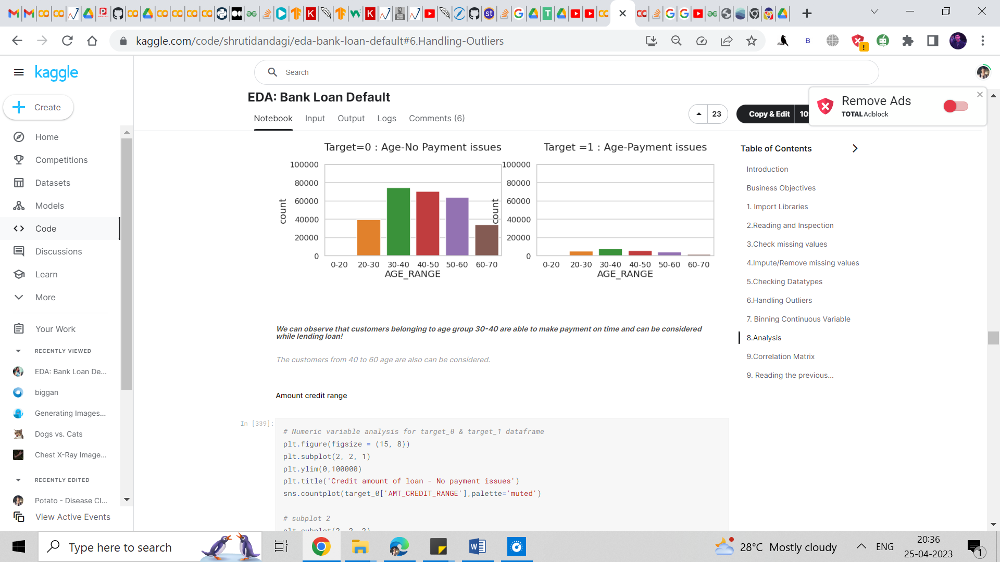 kaggle.com/code/shrutidandagi/eda-bank-loan-default#6.Handling-Outliers
B
!
kaggle
Search
Create
Home
Competitions
Datasets
Models
Code
Discussions
Learn
More
Your Work
RECENTLY VIEWED
EDA: Bank Loan De...
biggan
Generating Images...
Dogs vs. Cats
Chest X-Ray Image...
RECENTLY EDITED
Potato - Disease Cl...
View Active Events
EDA: Bank Loan Default
Notebook Input Output Logs Comments (6)
23
Copy & Edit
10
Remove Ads
TOTAL Adblock
Target=0 : Age-No Payment issues
100000
80000
60000
40000
20000
0
count
0-20 20-30 30-40 40-50 50-60 60-70
AGE_RANGE
Target =1 : Age-Payment issues
100000
80000
60000
40000
20000
0
count
0-20 20-30 30-40 40-50 50-60 60-70
AGE_RANGE
We can observe that customers belonging to age group 30-40 are able to make payment on time and can be considered
while lending loan!
The customers from 40 to 60 age are also can be considered.
Amount credit range
In [339]:
# Numeric variable analysis for target_0 & target_1 dataframe
plt.figure(figsize = (15, 8))
plt.subplot(2, 2, 1)
plt.ylim(0,100000)
plt.title('Credit amount of loan - No payment issues')
sns.countplot(target_0['AMT_CREDIT_RANGE'],palette='muted')
# subplot 2
plt.subplot(2, 2, 2)
Table of Contents
Introduction
Business Objectives
1. Import Libraries
2.Reading and Inspection
3.Check missing values
4.Impute/Remove missing values
5.Checking Datatypes
6.Handling Outliers
7. Binning Continuous Variable
8.Analysis
9.Correlation Matrix
9. Reading the previous...
Type here to search
28°C Mostly cloudy
ENG
20:36
25-04-2023
1